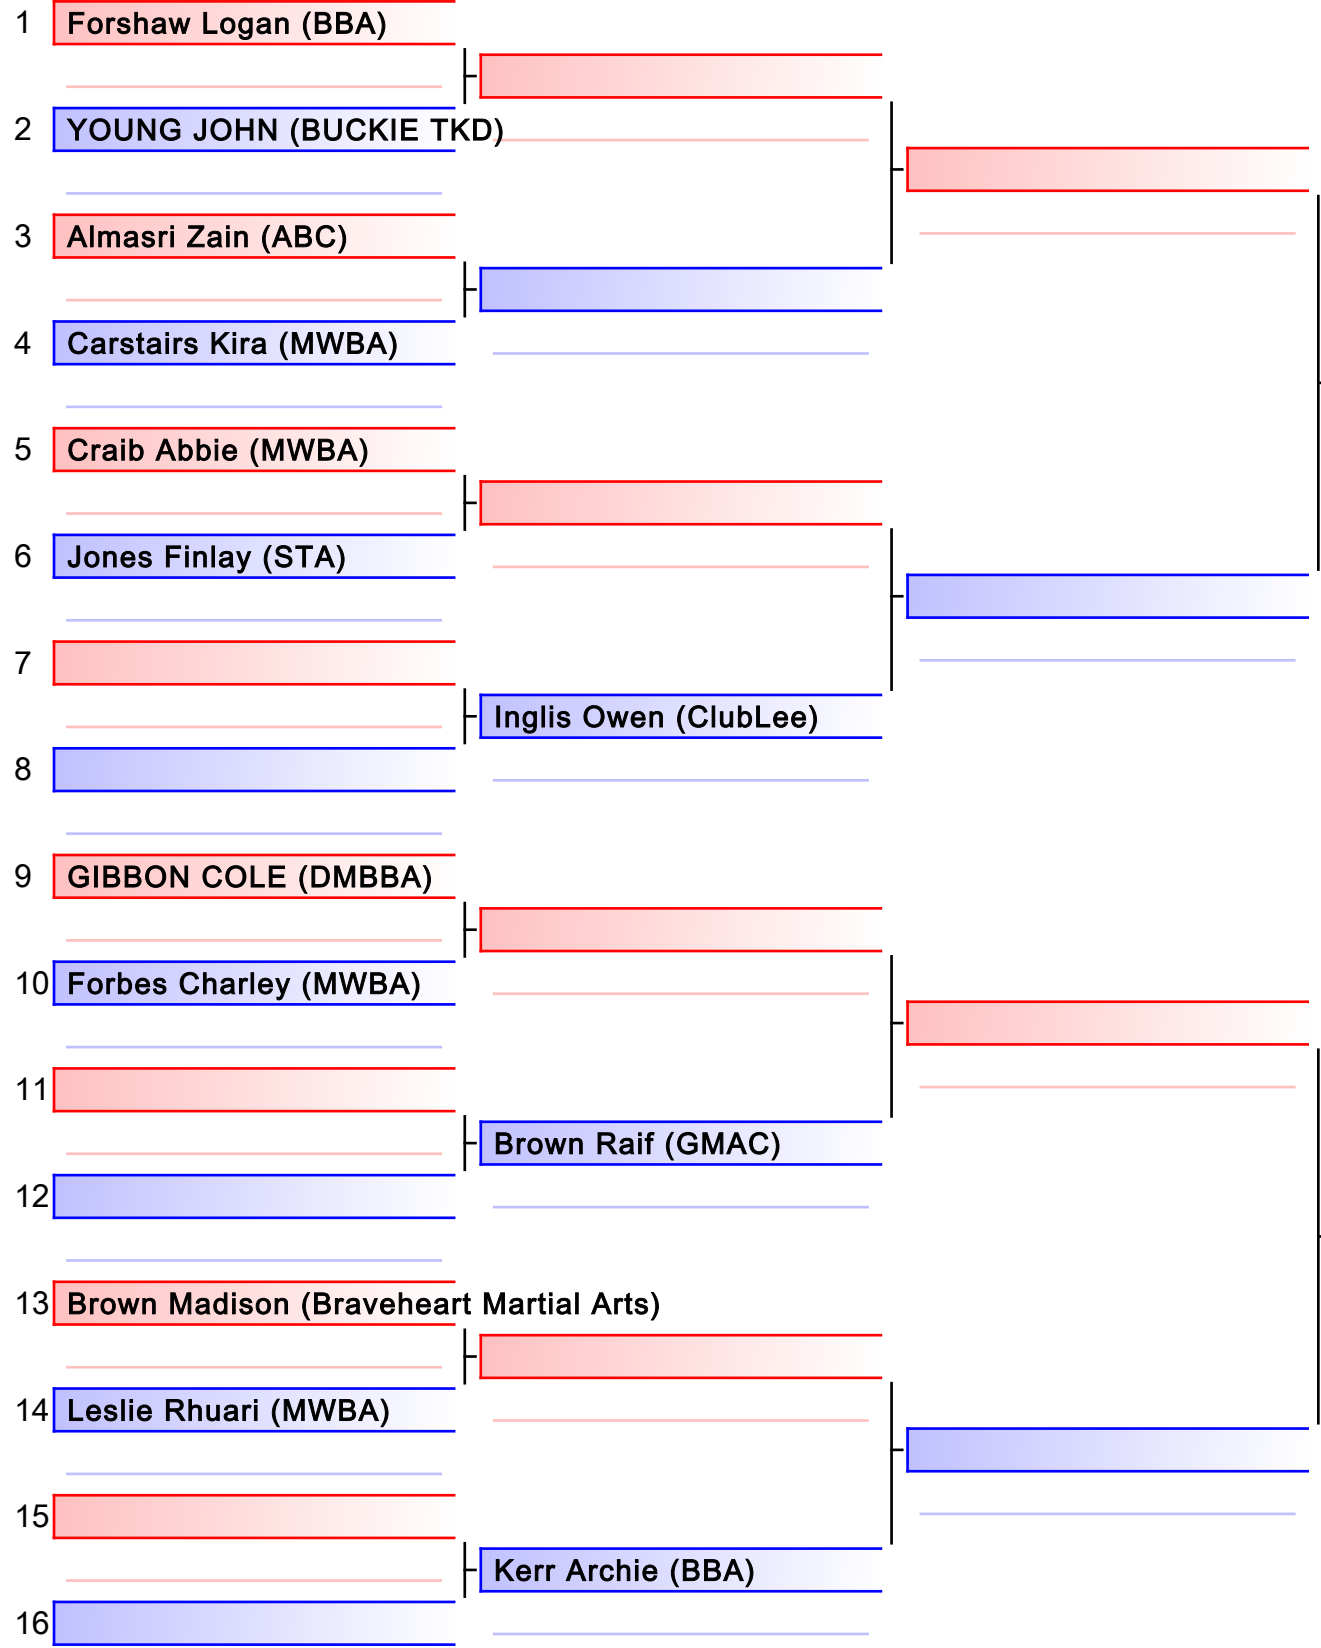 1 Forshaw Logan (BBA)
2 YOUNG JOHN (BUCKIE TKD)
3 Almasri Zain (ABC)
4 Carstairs Kira (MWBA)
5 Craib Abbie (MWBA)
6 Jones Finlay (STA)
7
Inglis Owen (ClubLee)
8
9 GIBBON COLE (DMBBA)
10 Forbes Charley (MWBA)
11
Brown Raif (GMAC)
12
13 Brown Madison (Braveheart Martial Arts)
14 Leslie Rhuari (MWBA)
15
Kerr Archie (BBA)
16